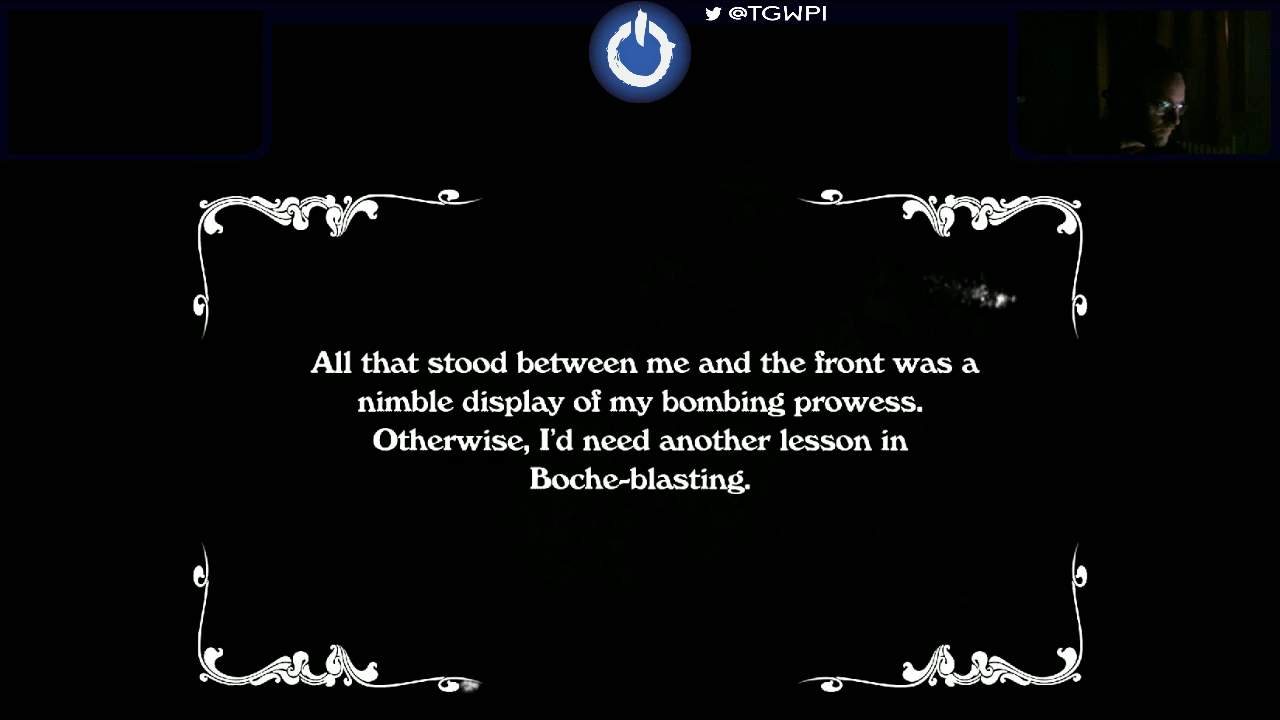 @TGWPI
All that stood between me and the front was a
nimble display of my bombing prowess.
Otherwise, I'd need another lesson in
Boche-blasting.